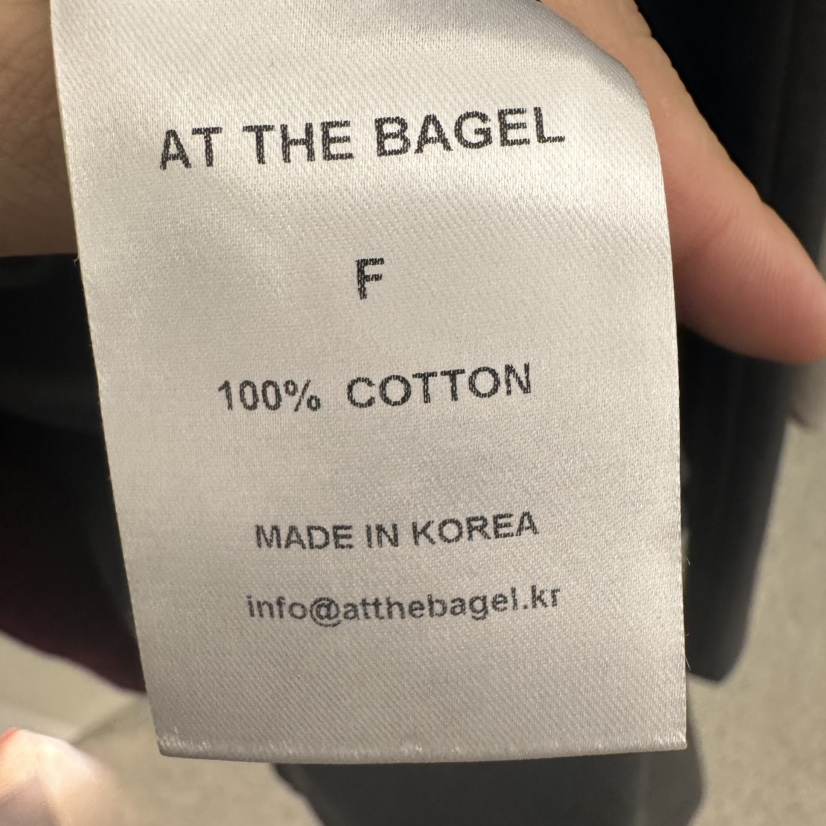 AT THE BAGEL
F
100% COTTON
MADE IN KOREA
info@atthebagel.kr